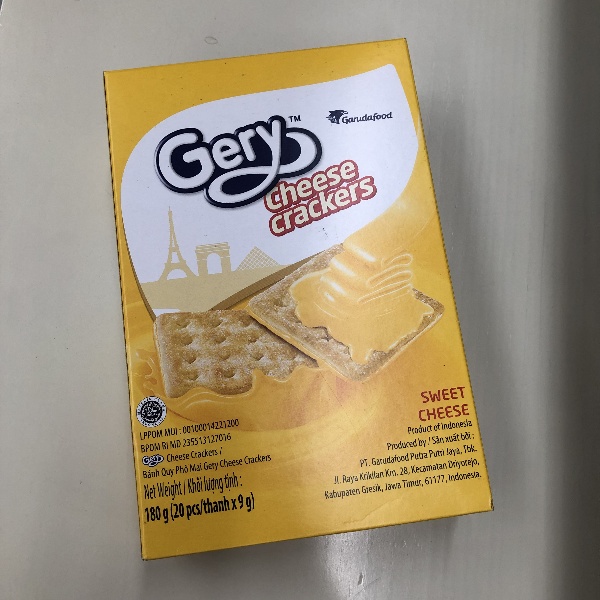 Gery™
Garudafood
cheese
crackers
SWEET
CHEESE
LPPOM MUI : 00100014221200
BPOM RI MD 235513127016
Gery Cheese Crackers /
Bánh Quy Phô Mai Gery Cheese Crackers
Net Weight / Khối lượng tịnh :
180 g (20 pcs/thanh x 9 g)
Product of Indonesia
Produced by / Sản xuất bởi :
PT. Garudafood Putra Putri Jaya, Tbk.
Jl. Raya Krikilan Km. 28, Kecamatan Driyorejo,
Kabupaten Gresik, Jawa Timur, 61177, Indonesia.